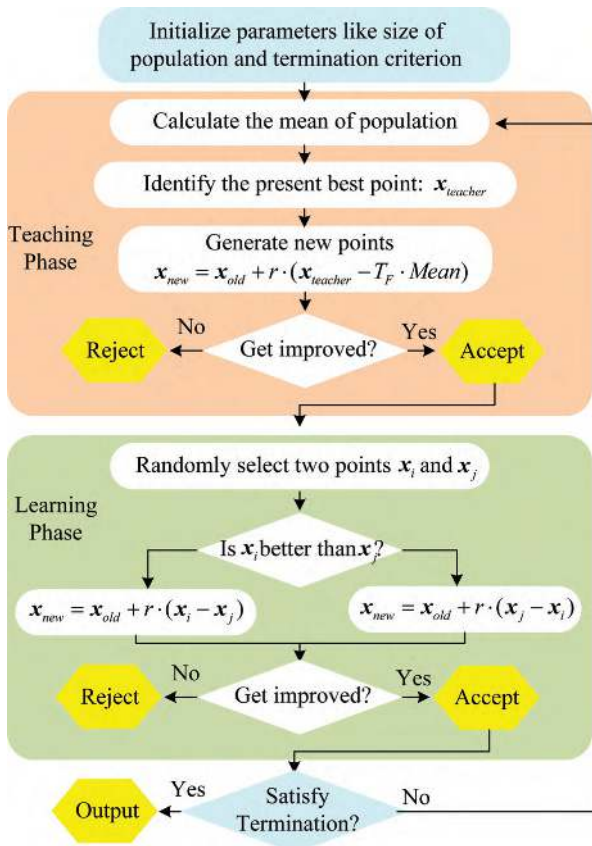 Initialize parameters like size of
population and termination criterion
Calculate the mean of population
Identify the present best point: x_teacher
Teaching
Phase
Generate new points
x_new = x_old + r · (x_teacher − T_F · Mean)
No
Yes
Reject
Get improved?
Accept
Randomly select two points x_i and x_j
Learning
Phase
Is x_i better than x_j?
x_new = x_old + r · (x_i − x_j)
x_new = x_old + r · (x_j − x_i)
No
Yes
Reject
Get improved?
Accept
Yes
No
Output
Satisfy
Termination?